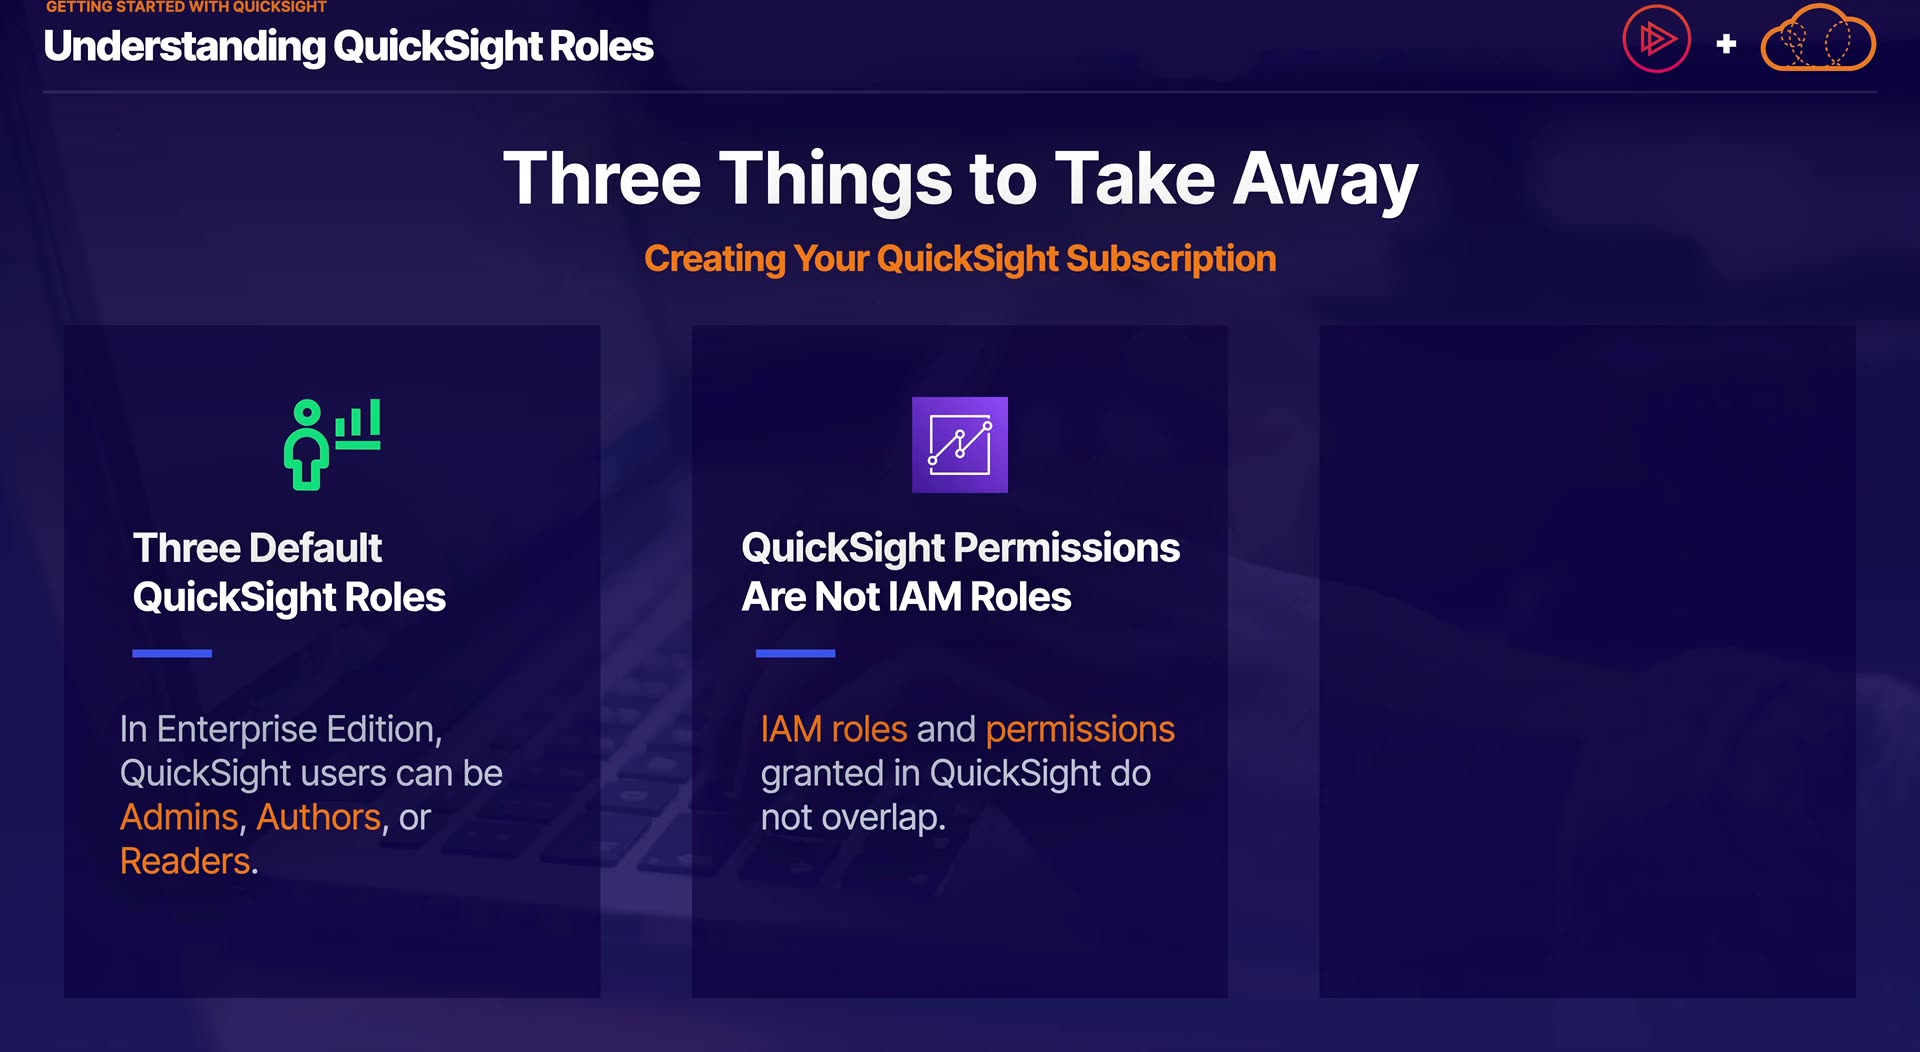 GETTING STARTED WITH QUICKSIGHT
Understanding QuickSight Roles
Three Things to Take Away
Creating Your QuickSight Subscription
Three Default
QuickSight Roles
In Enterprise Edition,
QuickSight users can be
Admins, Authors, or
Readers.
QuickSight Permissions
Are Not IAM Roles
IAM roles and permissions
granted in QuickSight do
not overlap.